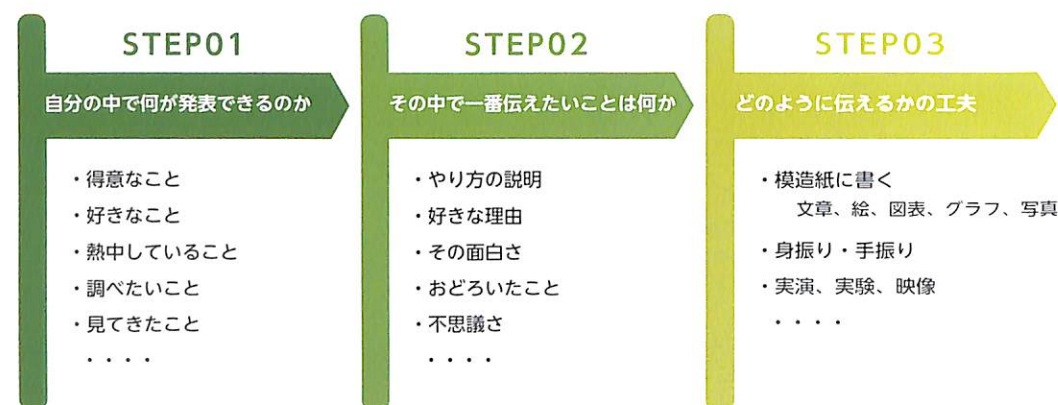 STEP01
自分の中で何が発表できるのか
・得意なこと
・好きなこと
・熱中していること
・調べたいこと
・見てきたこと
・・・・
STEP02
その中で一番伝えたいことは何か
・やり方の説明
・好きな理由
・その面白さ
・おどろいたこと
・不思議さ
・・・・
STEP03
どのように伝えるかの工夫
・模造紙に書く
文章、絵、図表、グラフ、写真
・身振り・手振り
・実演、実験、映像
・・・・